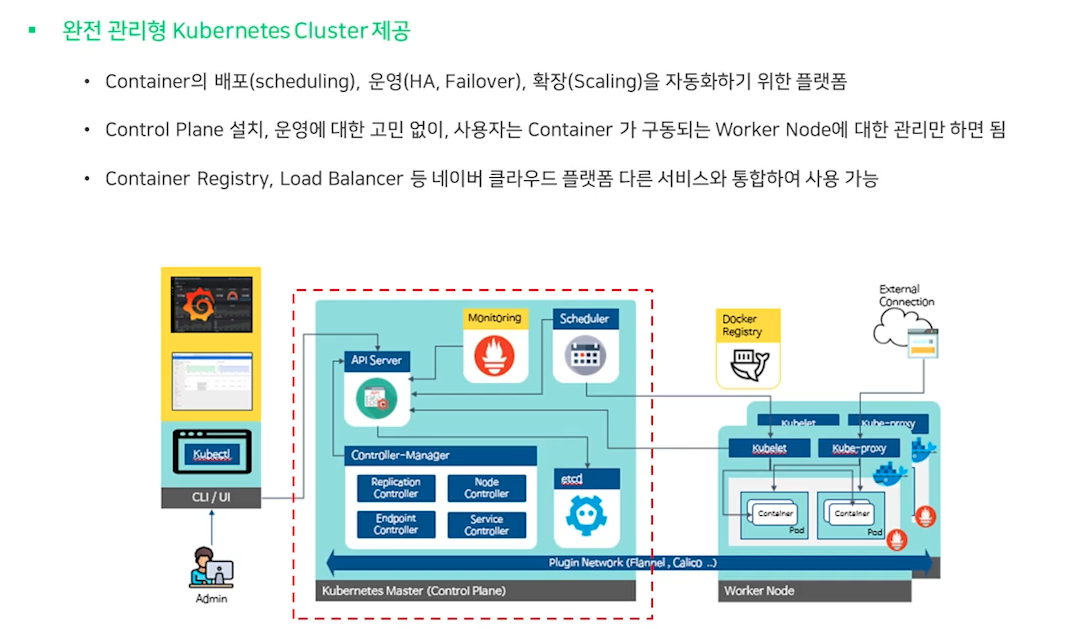 완전 관리형 Kubernetes Cluster 제공
Container의 배포(scheduling), 운영(HA, Failover), 확장(Scaling)을 자동화하기 위한 플랫폼
Control Plane 설치, 운영에 대한 고민 없이, 사용자는 Container 가 구동되는 Worker Node에 대한 관리만 하면 됨
Container Registry, Load Balancer 등 네이버 클라우드 플랫폼 다른 서비스와 통합하여 사용 가능
Kubectl
CLI / UI
Admin
Monitoring
Scheduler
API Server
API
Controller-Manager
Replication
Controller
Node
Controller
Endpoint
Controller
Service
Controller
etcd
Plugin Network (Flannel , Calico ..)
Kubernetes Master (Control Plane)
Docker
Registry
External
Connection
Kubelet
Kube-proxy
Kubelet
Kube-proxy
Container
Pod
Container
Pod
Worker Node